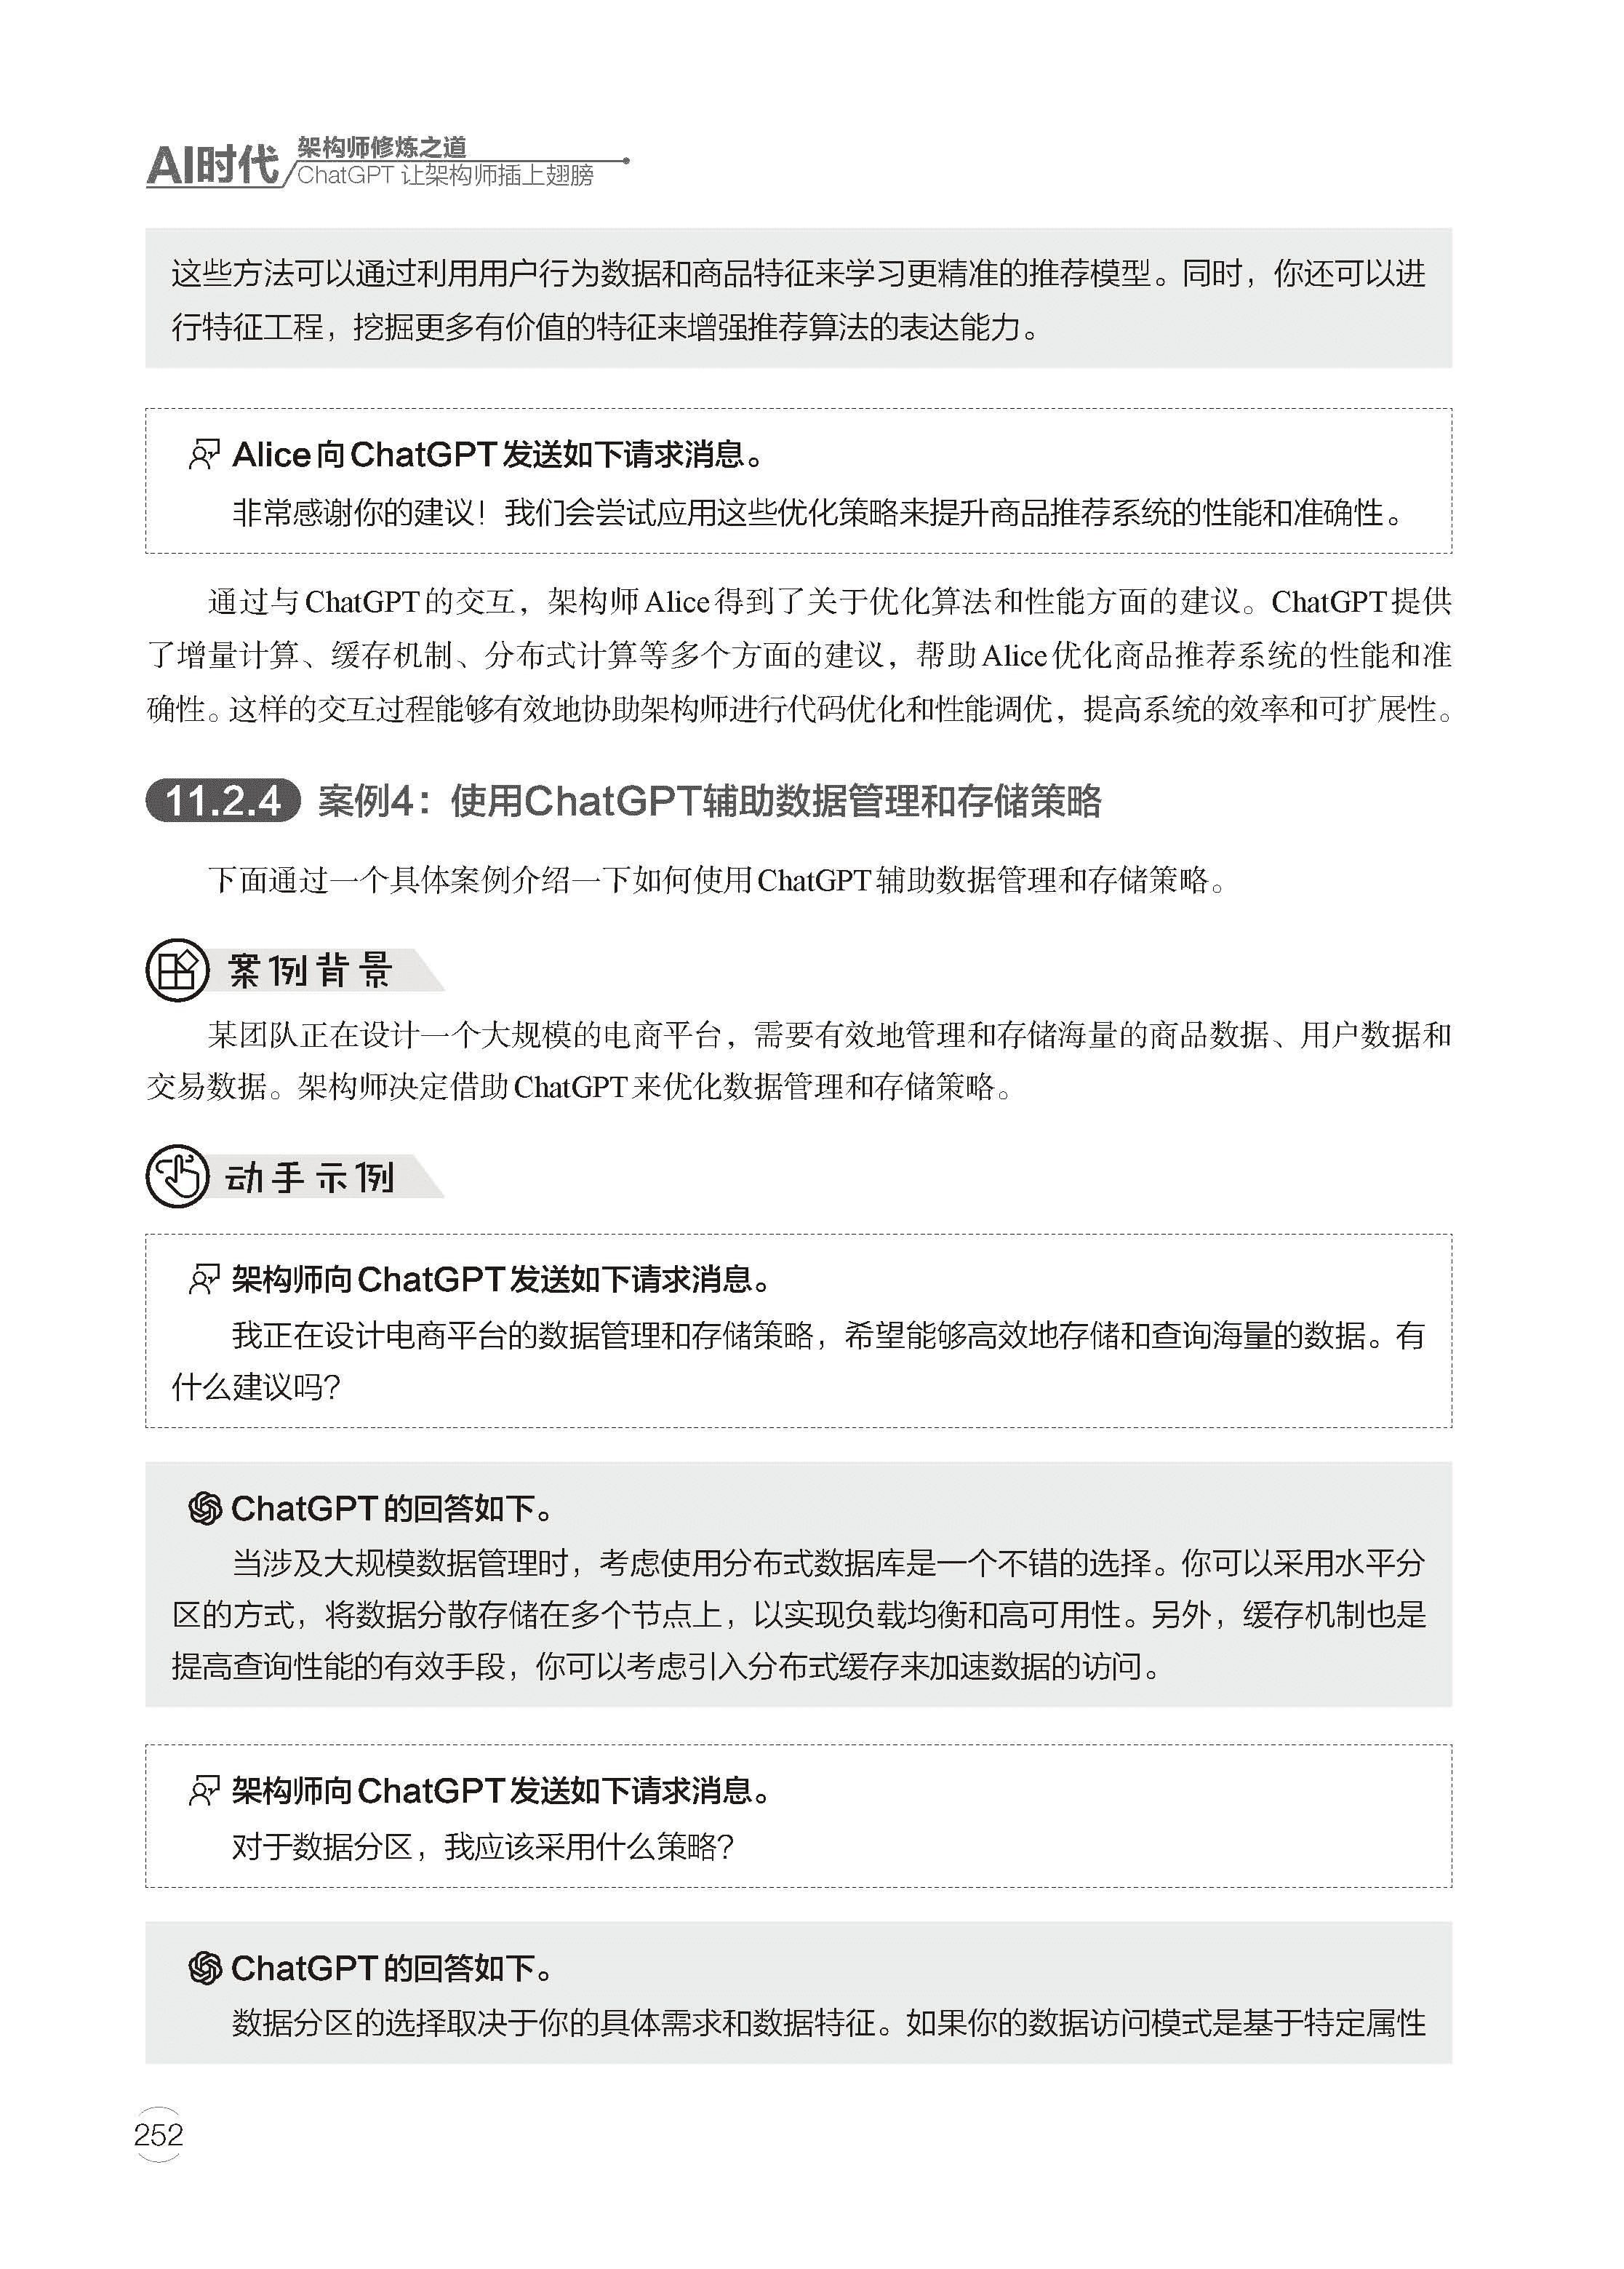 AI时代
架构师修炼之道
ChatGPT 让架构师插上翅膀
这些方法可以通过利用用户行为数据和商品特征来学习更精准的推荐模型。同时，你还可以进
行特征工程，挖掘更多有价值的特征来增强推荐算法的表达能力。
Alice向ChatGPT发送如下请求消息。
非常感谢你的建议！我们会尝试应用这些优化策略来提升商品推荐系统的性能和准确性。
通过与ChatGPT的交互，架构师Alice得到了关于优化算法和性能方面的建议。ChatGPT提供
了增量计算、缓存机制、分布式计算等多个方面的建议，帮助Alice优化商品推荐系统的性能和准
确性。这样的交互过程能够有效地协助架构师进行代码优化和性能调优，提高系统的效率和可扩展性。
11.2.4 案例4：使用ChatGPT辅助数据管理和存储策略
下面通过一个具体案例介绍一下如何使用ChatGPT辅助数据管理和存储策略。
案例背景
某团队正在设计一个大规模的电商平台，需要有效地管理和存储海量的商品数据、用户数据和
交易数据。架构师决定借助ChatGPT来优化数据管理和存储策略。
动手示例
架构师向ChatGPT发送如下请求消息。
我正在设计电商平台的数据管理和存储策略，希望能够高效地存储和查询海量的数据。有
什么建议吗？
ChatGPT的回答如下。
当涉及大规模数据管理时，考虑使用分布式数据库是一个不错的选择。你可以采用水平分
区的方式，将数据分散存储在多个节点上，以实现负载均衡和高可用性。另外，缓存机制也是
提高查询性能的有效手段，你可以考虑引入分布式缓存来加速数据的访问。
架构师向ChatGPT发送如下请求消息。
对于数据分区，我应该采用什么策略？
ChatGPT的回答如下。
数据分区的选择取决于你的具体需求和数据特征。如果你的数据访问模式是基于特定属性
252